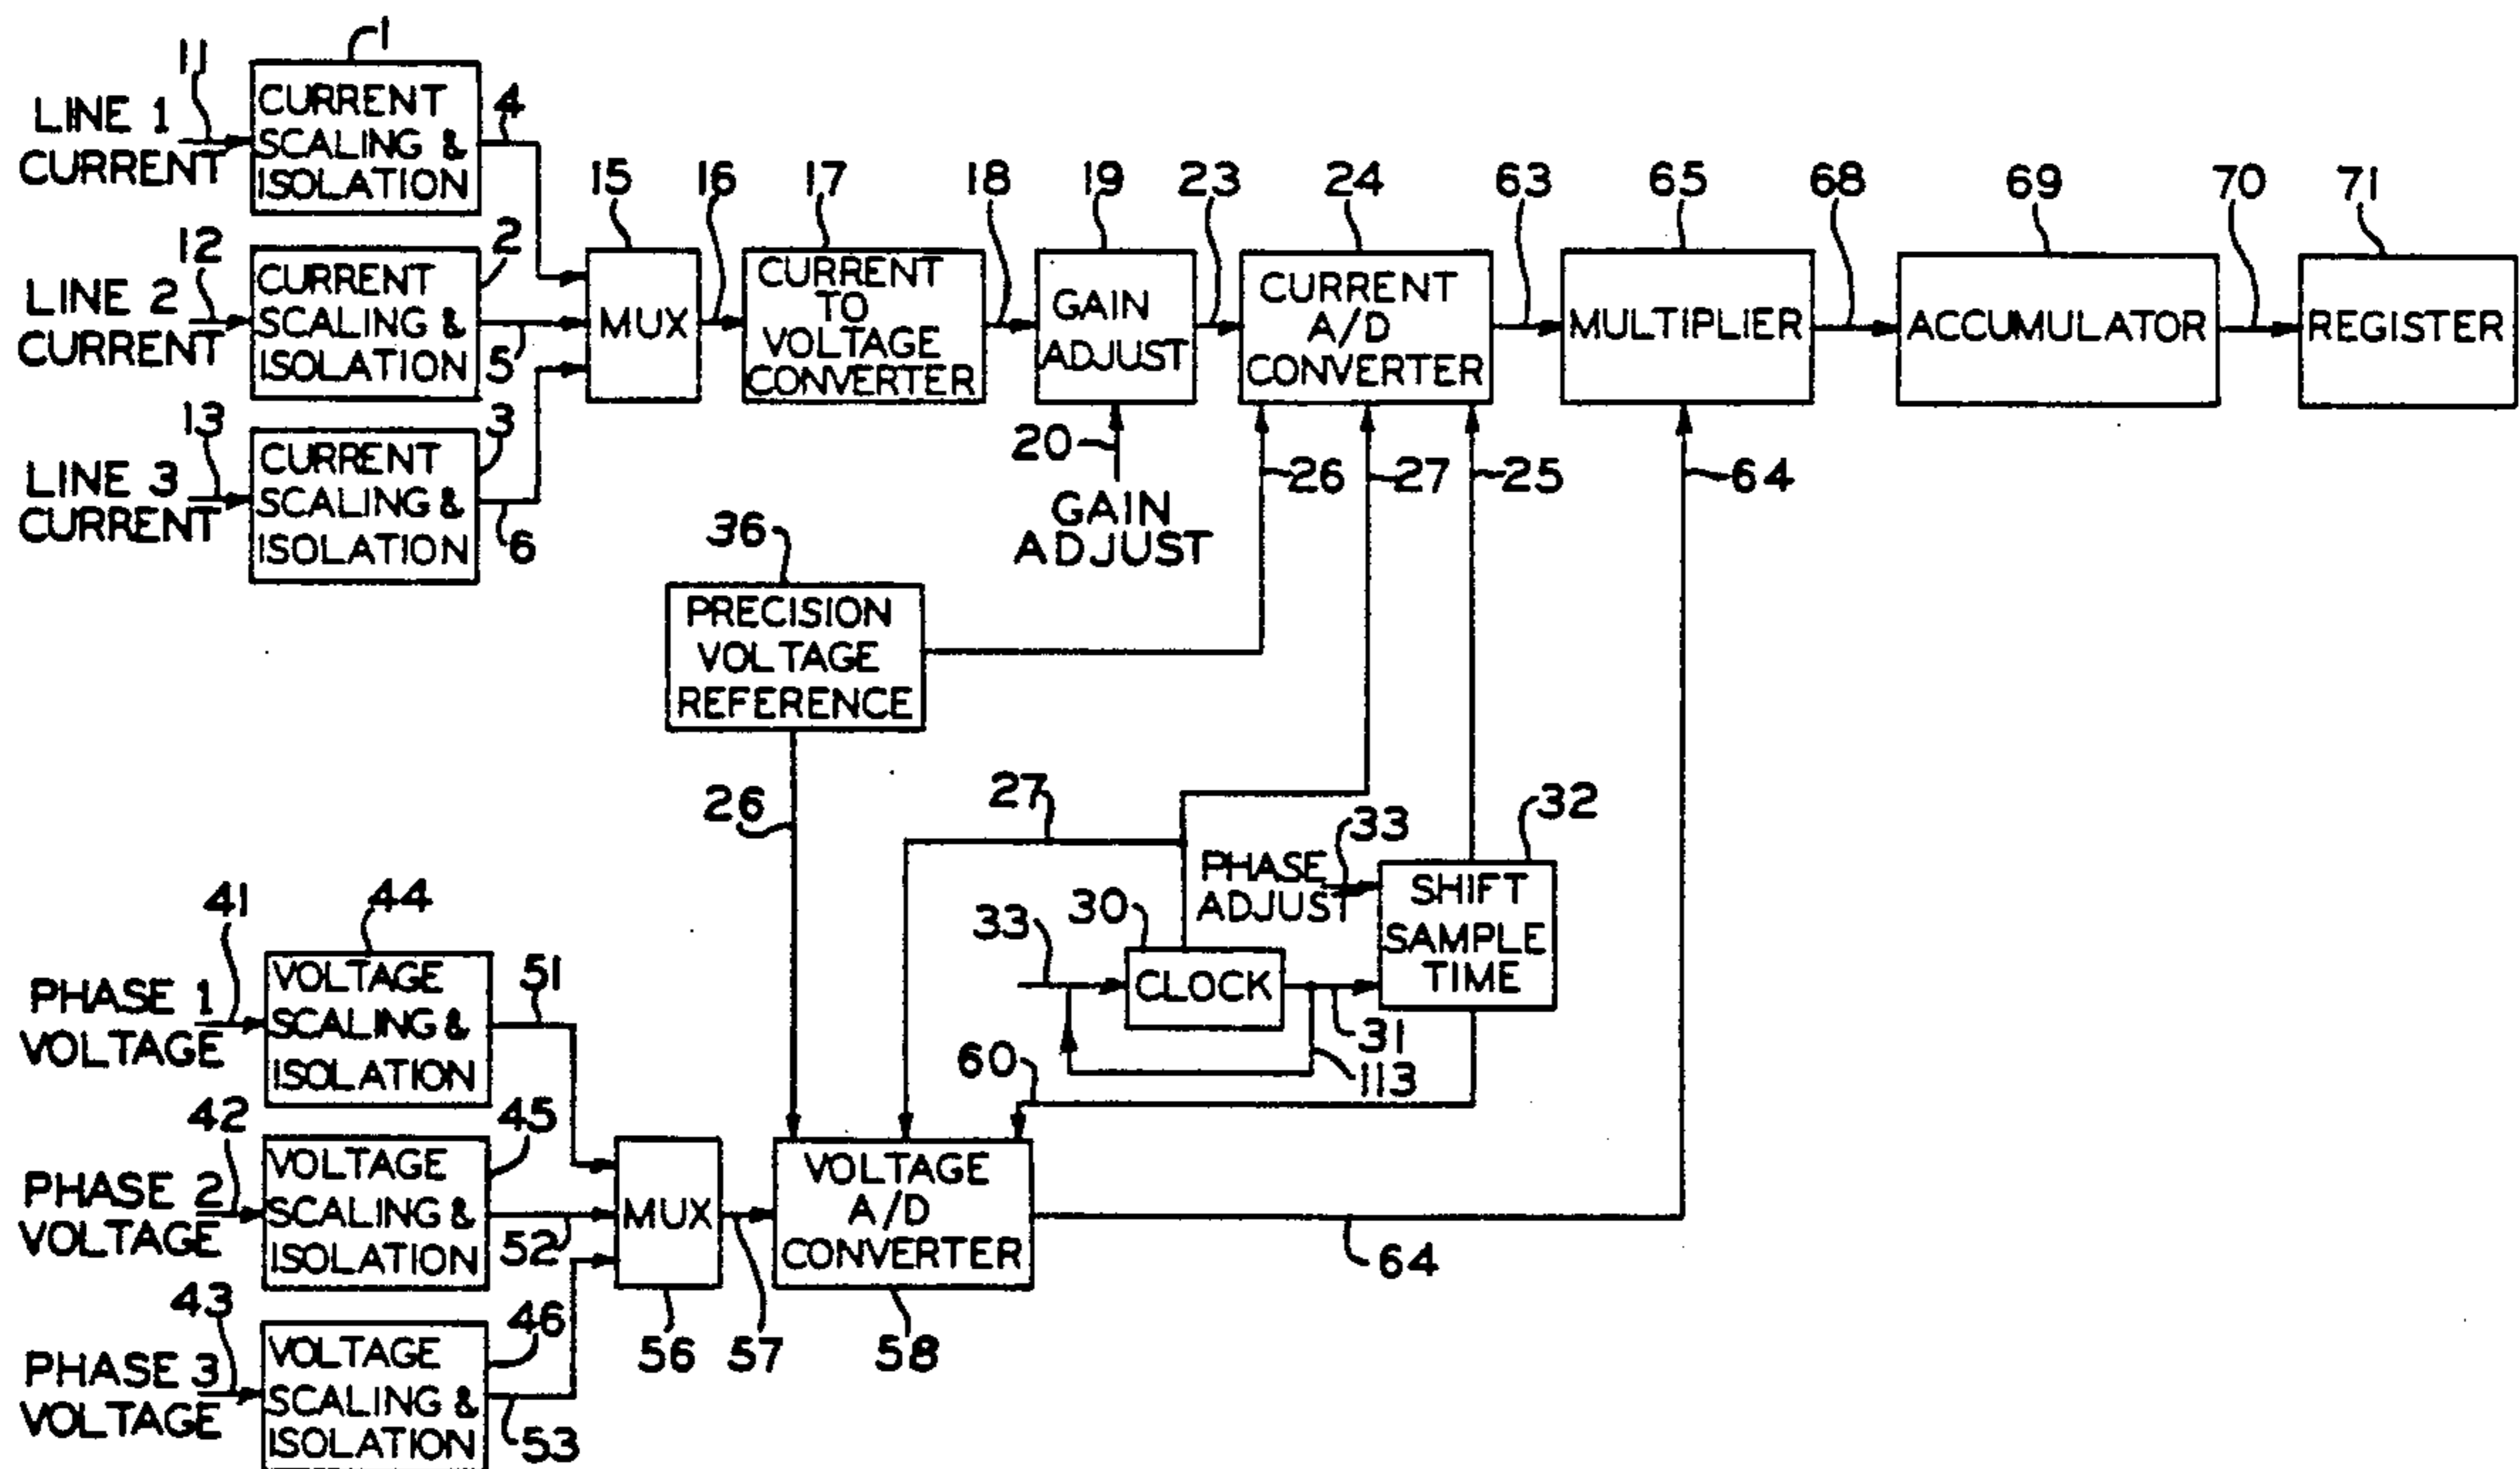 1
11
LINE 1
CURRENT
CURRENT
SCALING &
ISOLATION
4
12
LINE 2
CURRENT
CURRENT
SCALING &
ISOLATION
2
5
13
LINE 3
CURRENT
CURRENT
SCALING &
ISOLATION
3
6
15
MUX
16
17
CURRENT
TO
VOLTAGE
CONVERTER
18
19
GAIN
ADJUST
20
GAIN
ADJUST
23
24
CURRENT
A/D
CONVERTER
26
27
25
63
65
MULTIPLIER
64
68
69
ACCUMULATOR
70
71
REGISTER
36
PRECISION
VOLTAGE
REFERENCE
26
27
33
PHASE
ADJUST
32
SHIFT
SAMPLE
TIME
33
30
CLOCK
31
113
60
41
PHASE 1
VOLTAGE
44
VOLTAGE
SCALING &
ISOLATION
51
42
PHASE 2
VOLTAGE
45
VOLTAGE
SCALING &
ISOLATION
52
43
PHASE 3
VOLTAGE
46
VOLTAGE
SCALING &
ISOLATION
53
MUX
56
57
VOLTAGE
A/D
CONVERTER
58
64